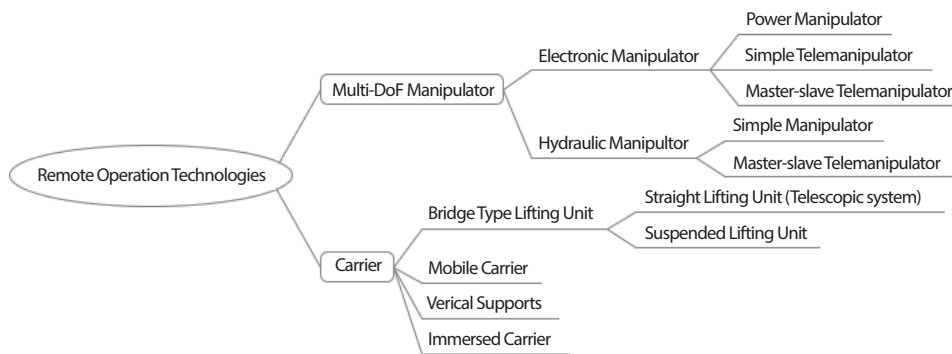 Remote Operation Technologies
Multi-DoF Manipulator
Electronic Manipulator
Power Manipulator
Simple Telemanipulator
Master-slave Telemanipulator
Hydraulic Manipultor
Simple Manipulator
Master-slave Telemanipulator
Carrier
Bridge Type Lifting Unit
Straight Lifting Unit (Telescopic system)
Suspended Lifting Unit
Mobile Carrier
Verical Supports
Immersed Carrier